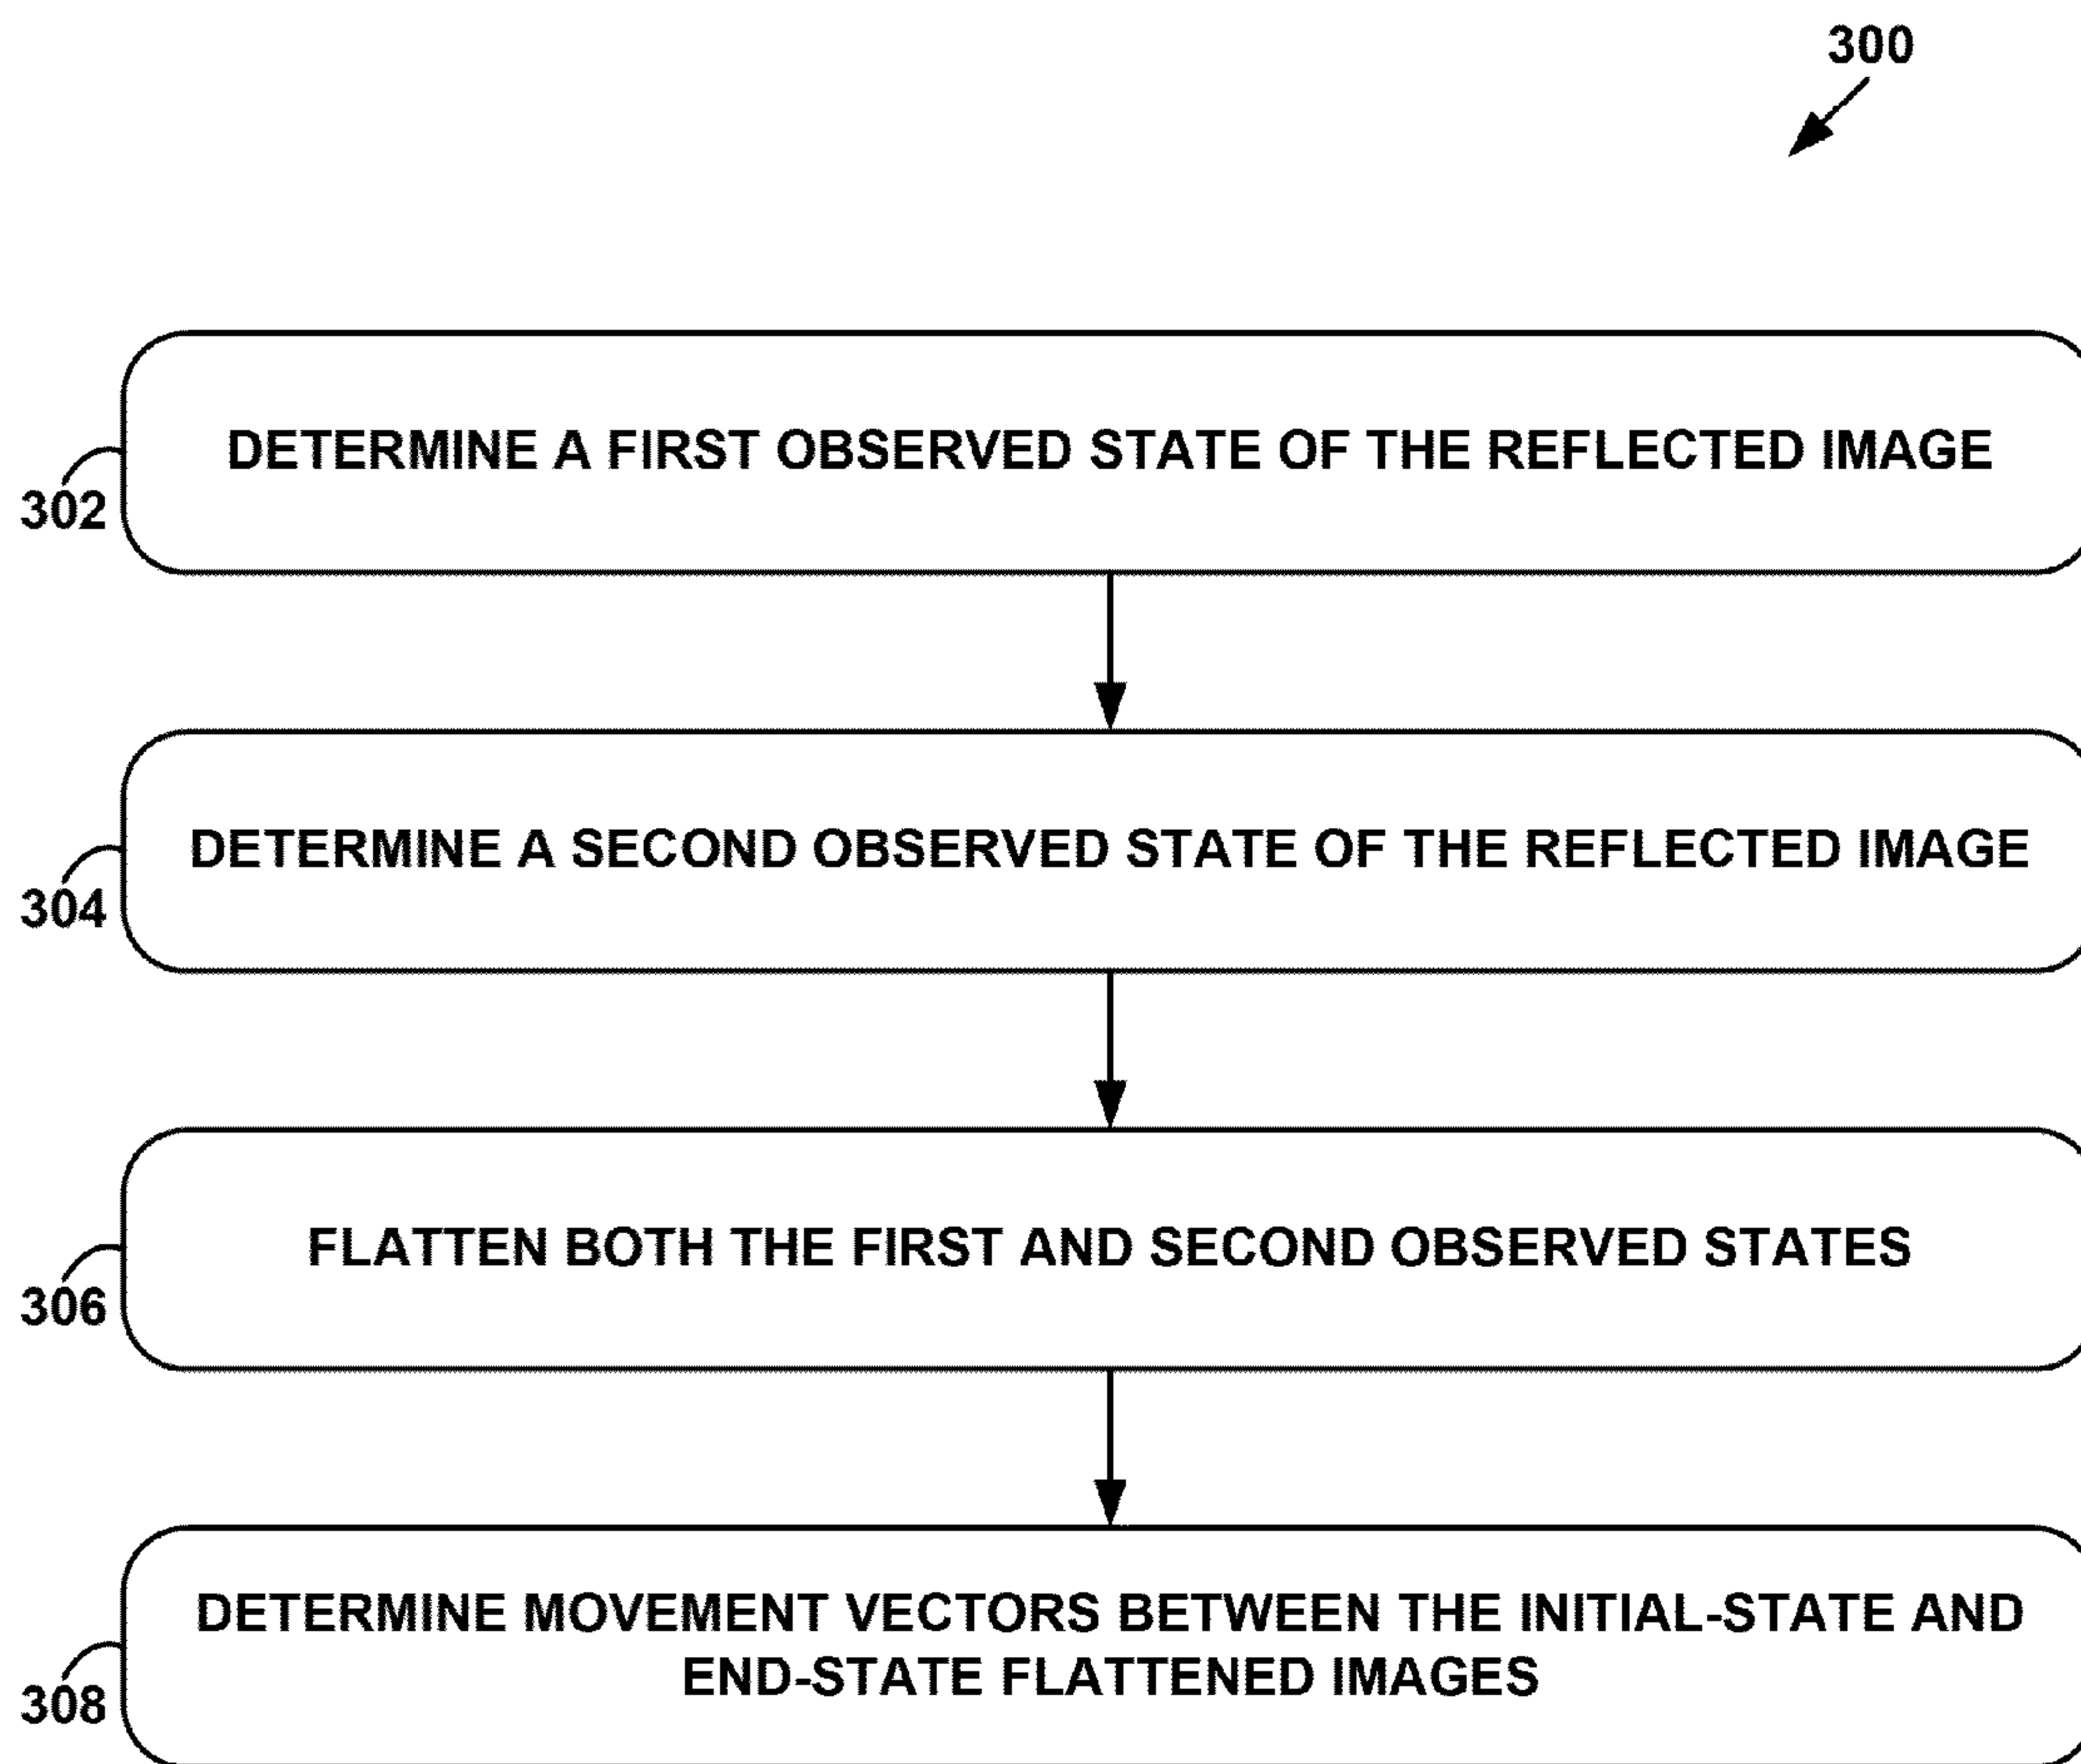 300
DETERMINE A FIRST OBSERVED STATE OF THE REFLECTED IMAGE
302
DETERMINE A SECOND OBSERVED STATE OF THE REFLECTED IMAGE
304
FLATTEN BOTH THE FIRST AND SECOND OBSERVED STATES
306
DETERMINE MOVEMENT VECTORS BETWEEN THE INITIAL-STATE AND
END-STATE FLATTENED IMAGES
308